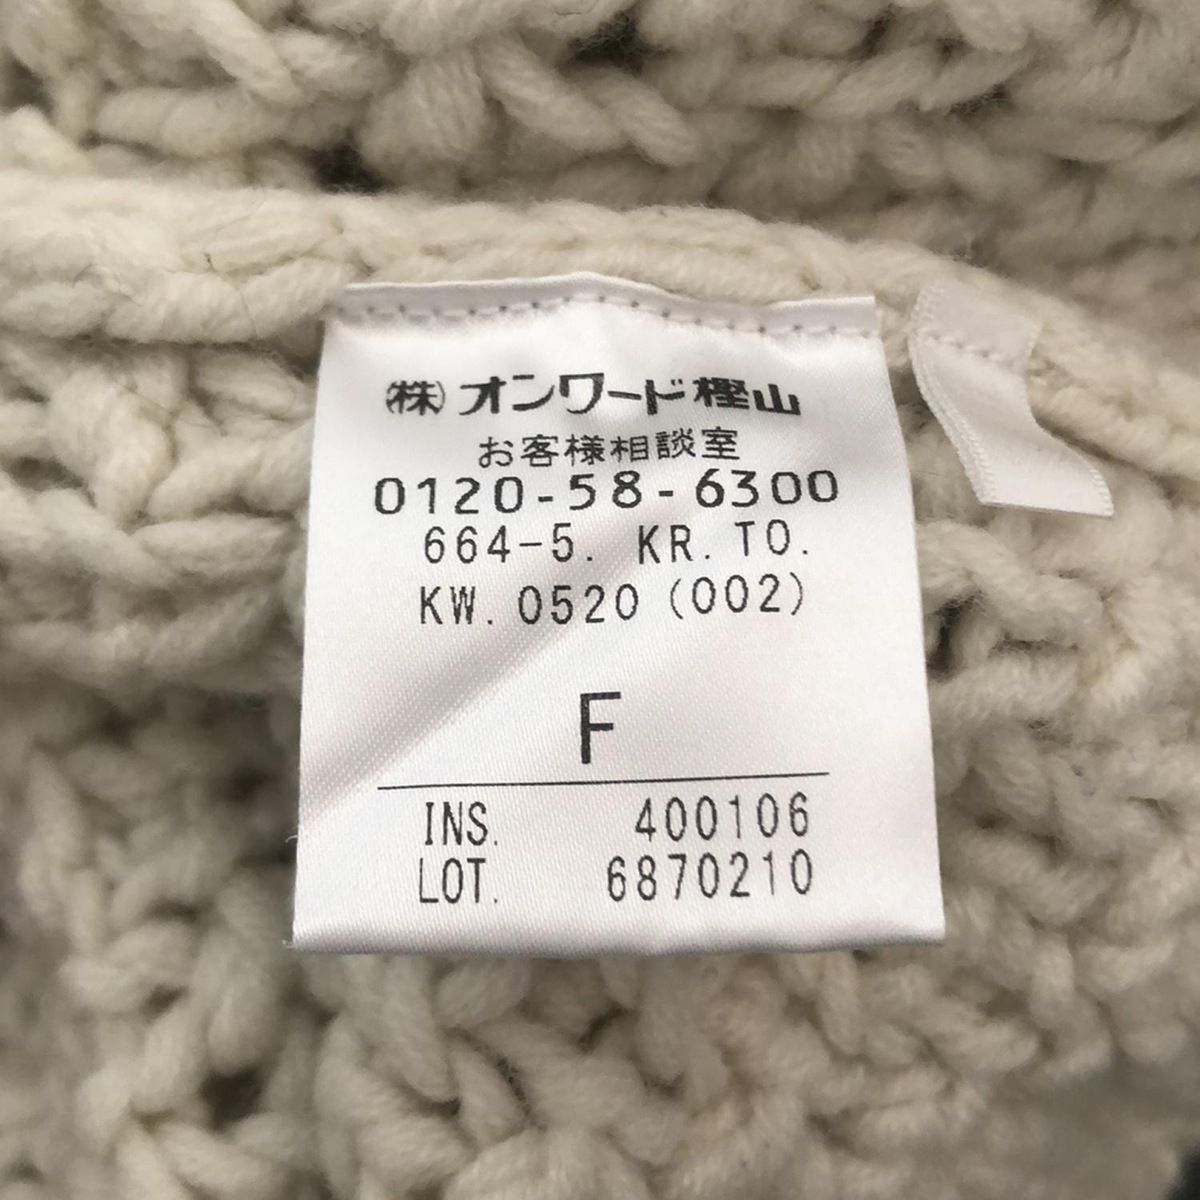 ㈱オンワード樫山
お客様相談室
0120-58-6300
664-5. KR. TO.
KW. 0520 (002)
F
INS. 400106
LOT. 6870210